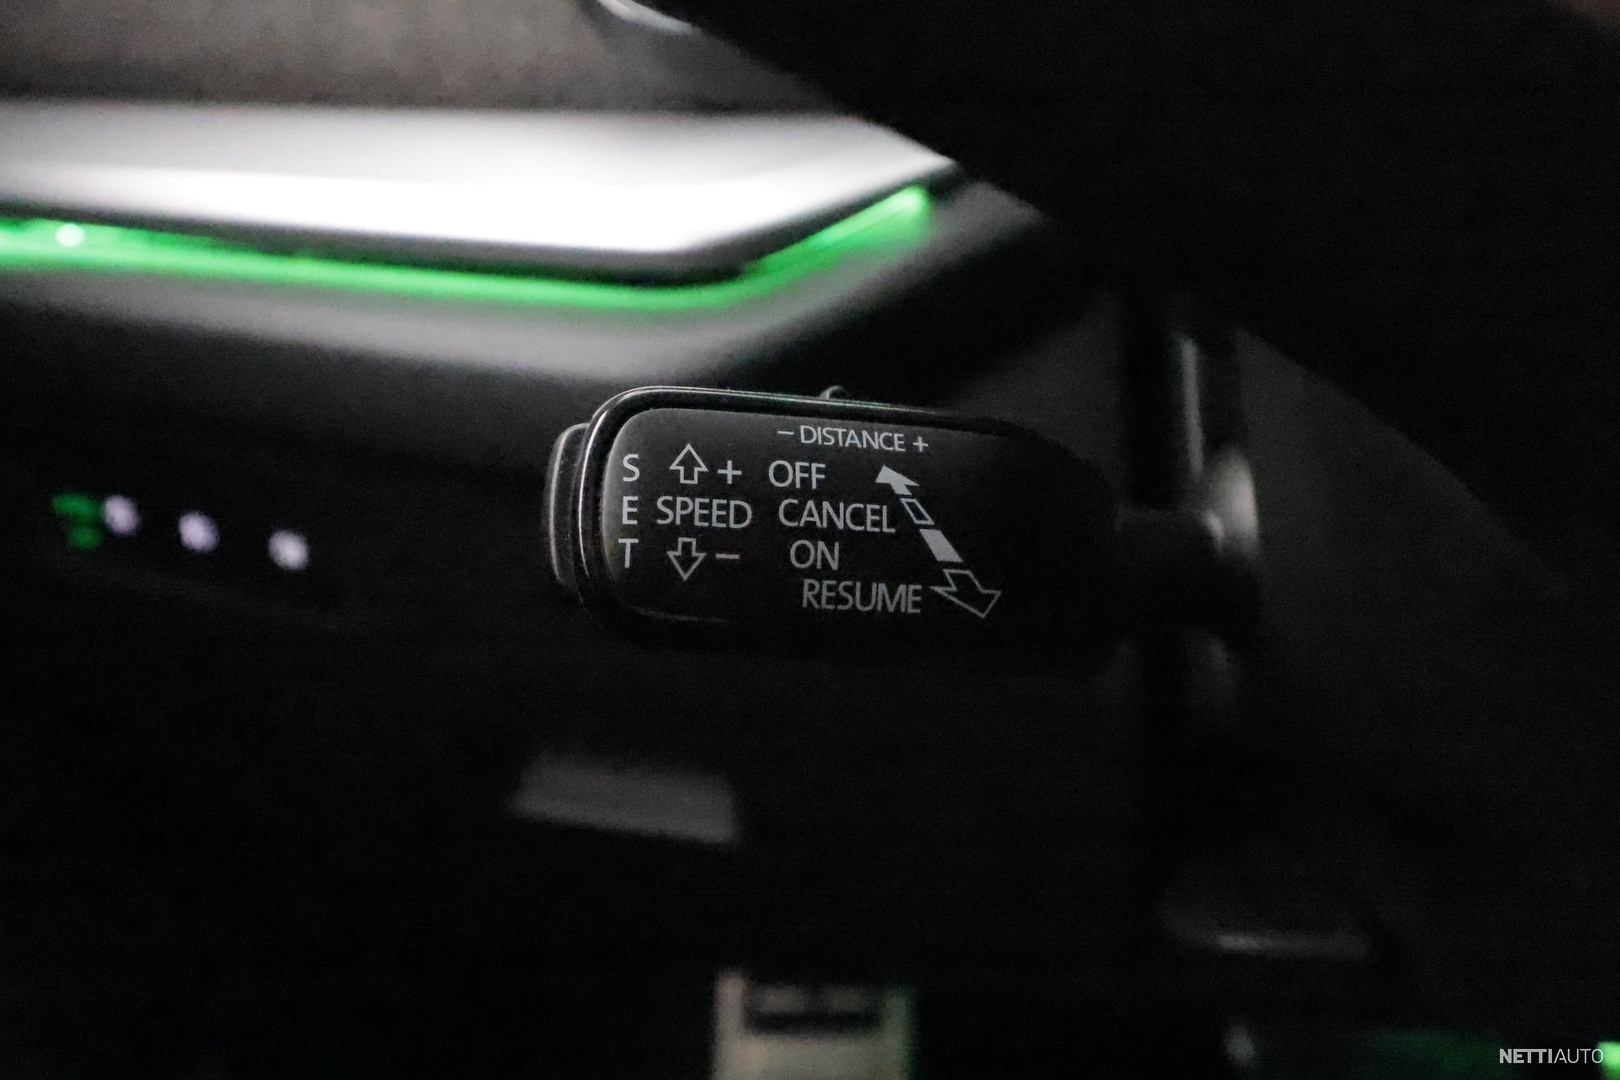 – DISTANCE +
S + OFF
E SPEED CANCEL
T – ON
RESUME
NETTIAUTO